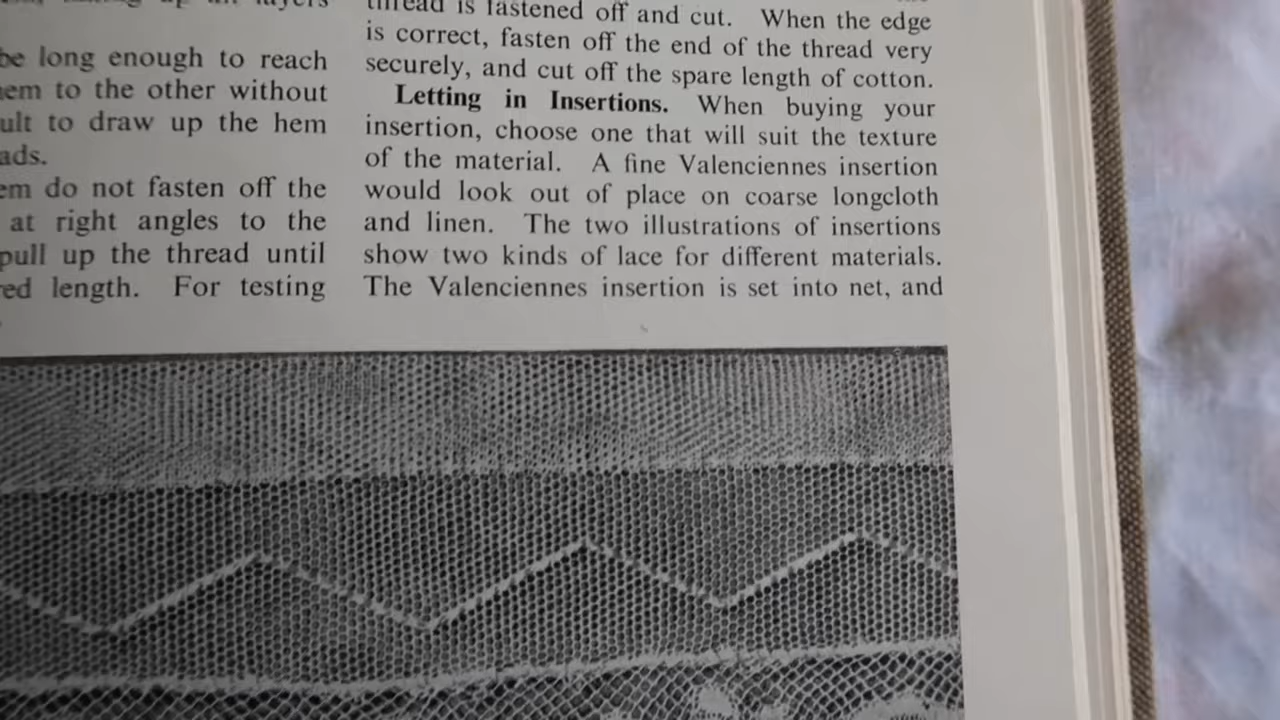 be long enough to reach
to the other without
to draw up the hem
do not fasten off the
at right angles to the
pull up the thread until
length. For testing
thread is fastened off and cut. When the edge
is correct, fasten off the end of the thread very
securely, and cut off the spare length of cotton.
Letting in Insertions. When buying your
insertion, choose one that will suit the texture
of the material. A fine Valenciennes insertion
would look out of place on coarse longcloth
and linen. The two illustrations of insertions
show two kinds of lace for different materials.
The Valenciennes insertion is set into net, and